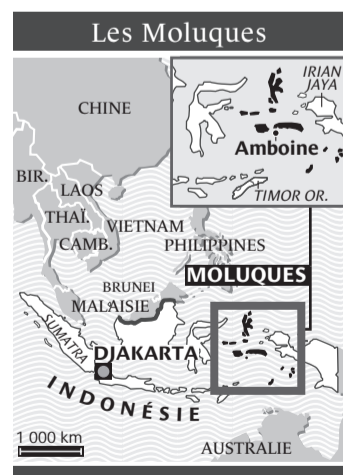 Les Moluques
IRIAN
JAYA
CHINE
Amboine
BIR.
LAOS
TIMOR OR.
THAÏ.
VIETNAM
CAMB.
PHILIPPINES
MOLUQUES
BRUNEI
MALAISIE
SUMATRA
DJAKARTA
INDONÉSIE
1 000 km
AUSTRALIE